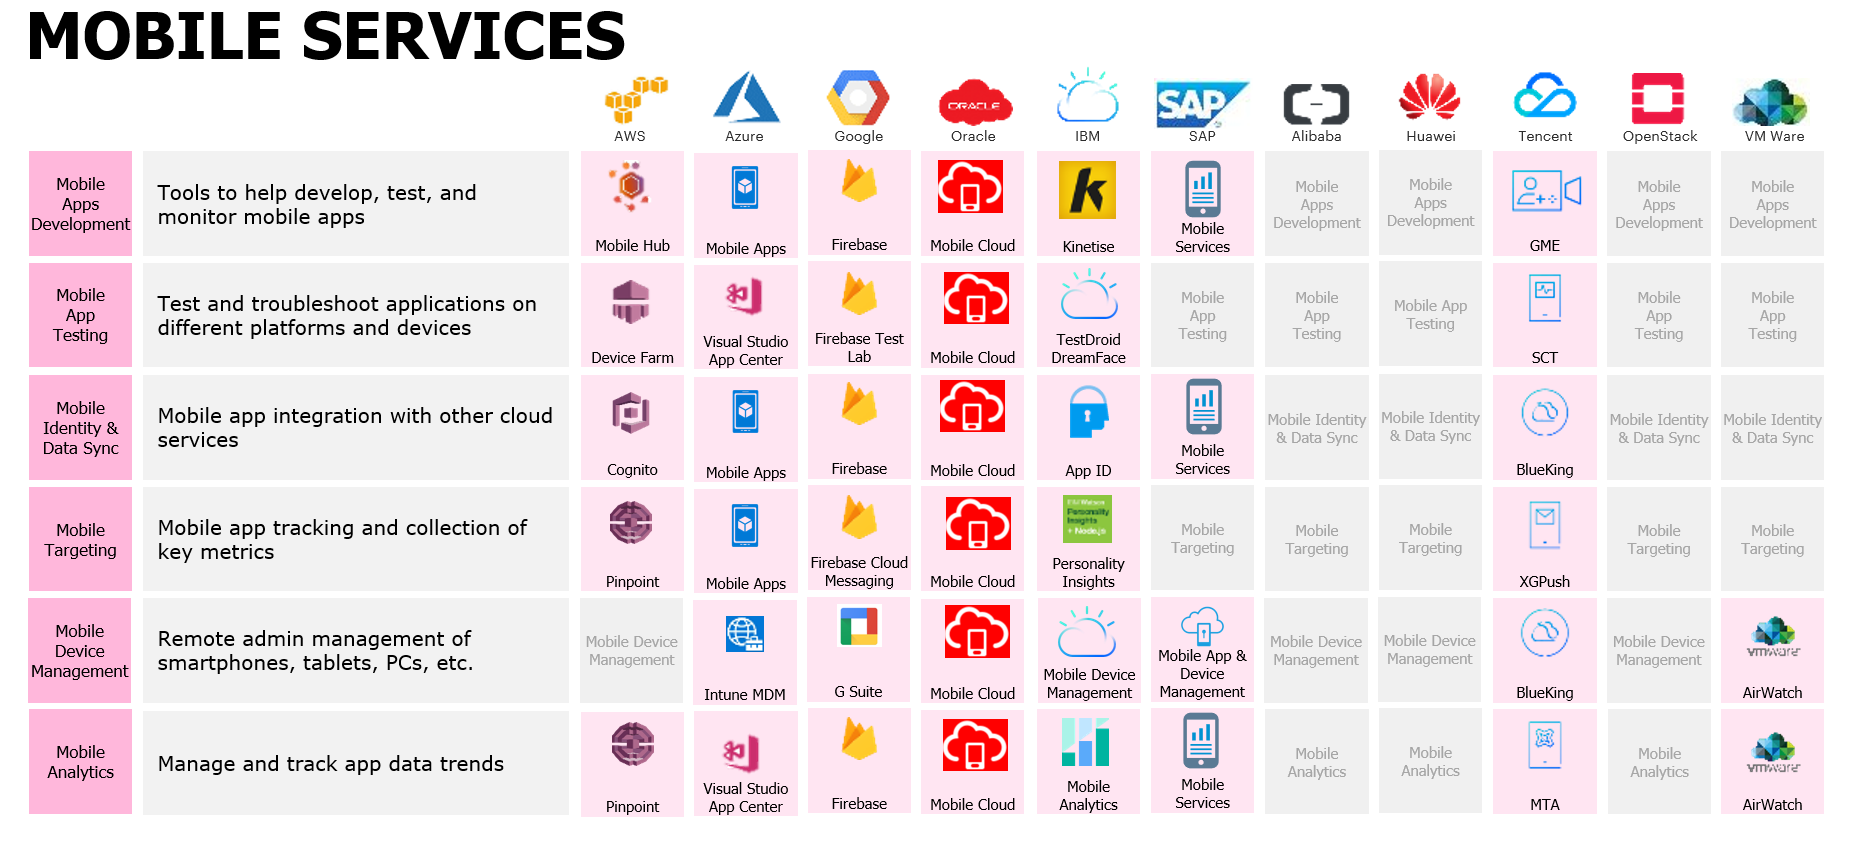 MOBILE SERVICES
ORACLE
SAP
AWS
Azure
Google
Oracle
IBM
SAP
Alibaba
Huawei
Tencent
OpenStack
VM Ware
Mobile
Apps
Development
Tools to help develop, test, and
monitor mobile apps
Mobile Hub
Mobile Apps
Firebase
Mobile Cloud
k
Kinetise
Mobile
Services
Mobile
Apps
Development
Mobile
Apps
Development
GME
Mobile
Apps
Development
Mobile
Apps
Development
Mobile
App
Testing
Test and troubleshoot applications on
different platforms and devices
Device Farm
Visual Studio
App Center
Firebase Test
Lab
Mobile Cloud
TestDroid
DreamFace
Mobile
App
Testing
Mobile
App
Testing
Mobile App
Testing
SCT
Mobile
App
Testing
Mobile
App
Testing
Mobile
Identity &
Data Sync
Mobile app integration with other cloud
services
Cognito
Mobile Apps
Firebase
Mobile Cloud
App ID
Mobile
Services
Mobile Identity
& Data Sync
Mobile Identity
& Data Sync
BlueKing
Mobile Identity
& Data Sync
Mobile Identity
& Data Sync
Mobile
Targeting
Mobile app tracking and collection of
key metrics
Pinpoint
Mobile Apps
Firebase Cloud
Messaging
Mobile Cloud
Watson
Personality
Insights
+ Node.js
Personality
Insights
Mobile
Targeting
Mobile
Targeting
Mobile
Targeting
XGPush
Mobile
Targeting
Mobile
Targeting
Mobile
Device
Management
Remote admin management of
smartphones, tablets, PCs, etc.
Mobile Device
Management
Intune MDM
G Suite
Mobile Cloud
Mobile Device
Management
Mobile App &
Device
Management
Mobile Device
Management
Mobile Device
Management
BlueKing
Mobile Device
Management
vmware
AirWatch
Mobile
Analytics
Manage and track app data trends
Pinpoint
Visual Studio
App Center
Firebase
Mobile Cloud
Mobile
Analytics
Mobile
Services
Mobile
Analytics
Mobile
Analytics
MTA
Mobile
Analytics
vmware
AirWatch